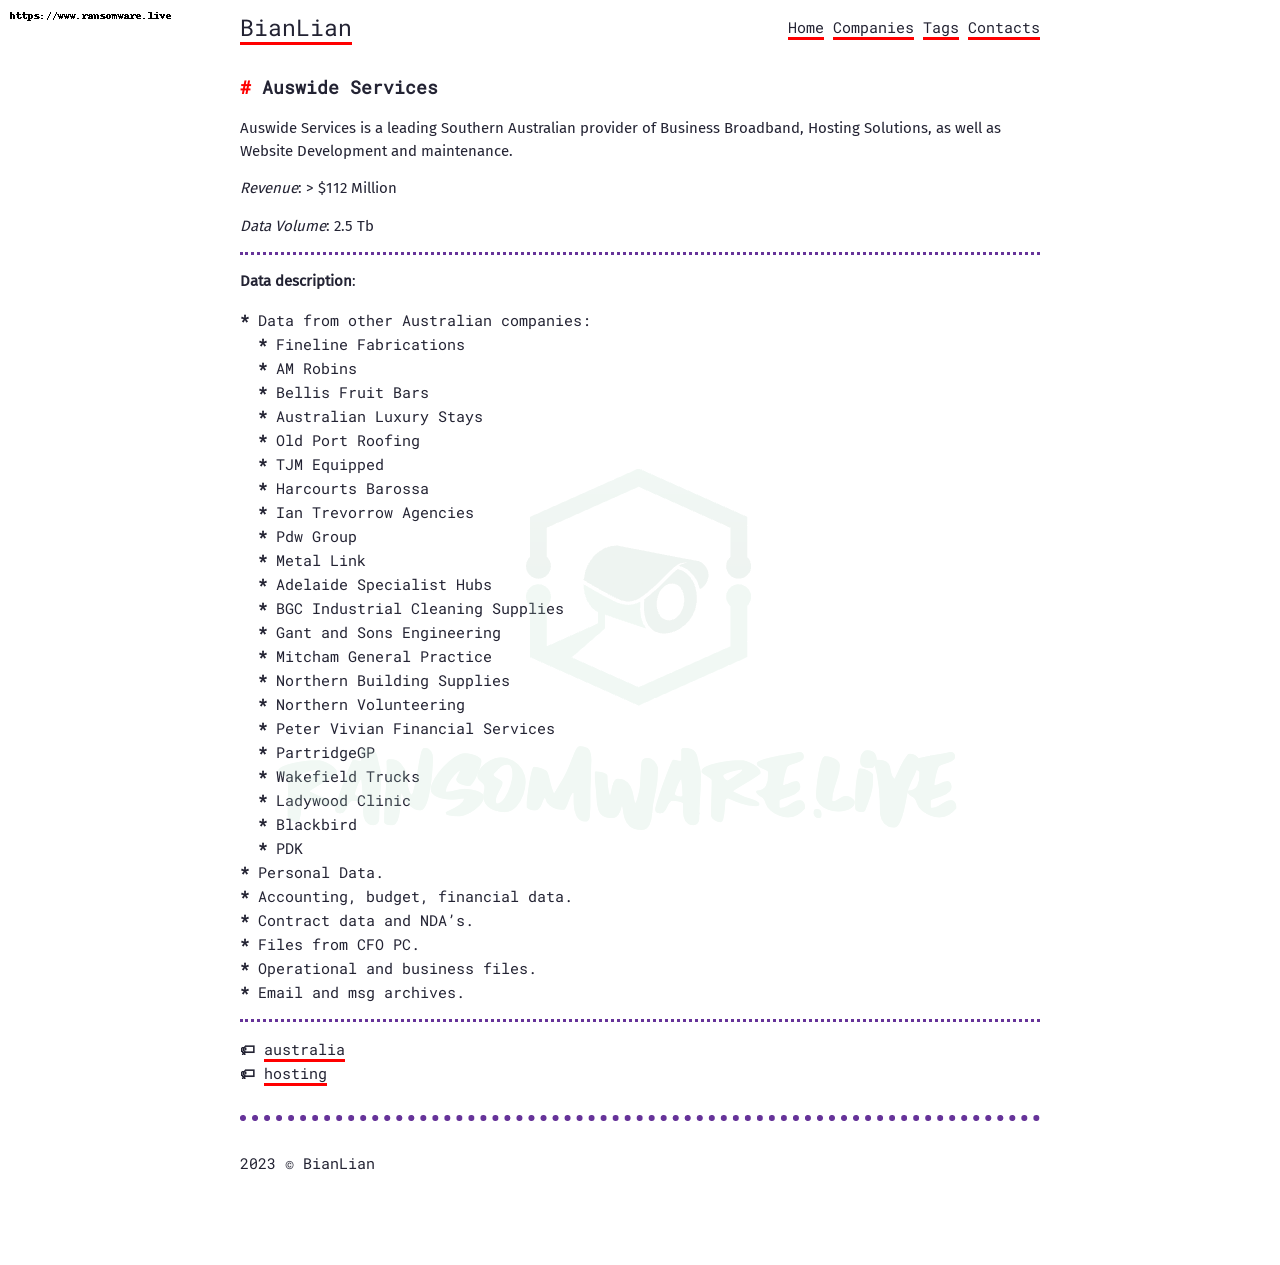 https://www.ransomware.live
BianLian
Home Companies Tags Contacts
# Auswide Services
Auswide Services is a leading Southern Australian provider of Business Broadband, Hosting Solutions, as well as
Website Development and maintenance.
Revenue: > $112 Million
Data Volume: 2.5 Tb
Data description:
* Data from other Australian companies:
* Fineline Fabrications
* AM Robins
* Bellis Fruit Bars
* Australian Luxury Stays
* Old Port Roofing
* TJM Equipped
* Harcourts Barossa
* Ian Trevorrow Agencies
* Pdw Group
* Metal Link
* Adelaide Specialist Hubs
* BGC Industrial Cleaning Supplies
* Gant and Sons Engineering
* Mitcham General Practice
* Northern Building Supplies
* Northern Volunteering
* Peter Vivian Financial Services
* PartridgeGP
* Wakefield Trucks
* Ladywood Clinic
* Blackbird
* PDK
* Personal Data.
* Accounting, budget, financial data.
* Contract data and NDA’s.
* Files from CFO PC.
* Operational and business files.
* Email and msg archives.
RANSOMWARE.LIVE
australia
hosting
2023 © BianLian